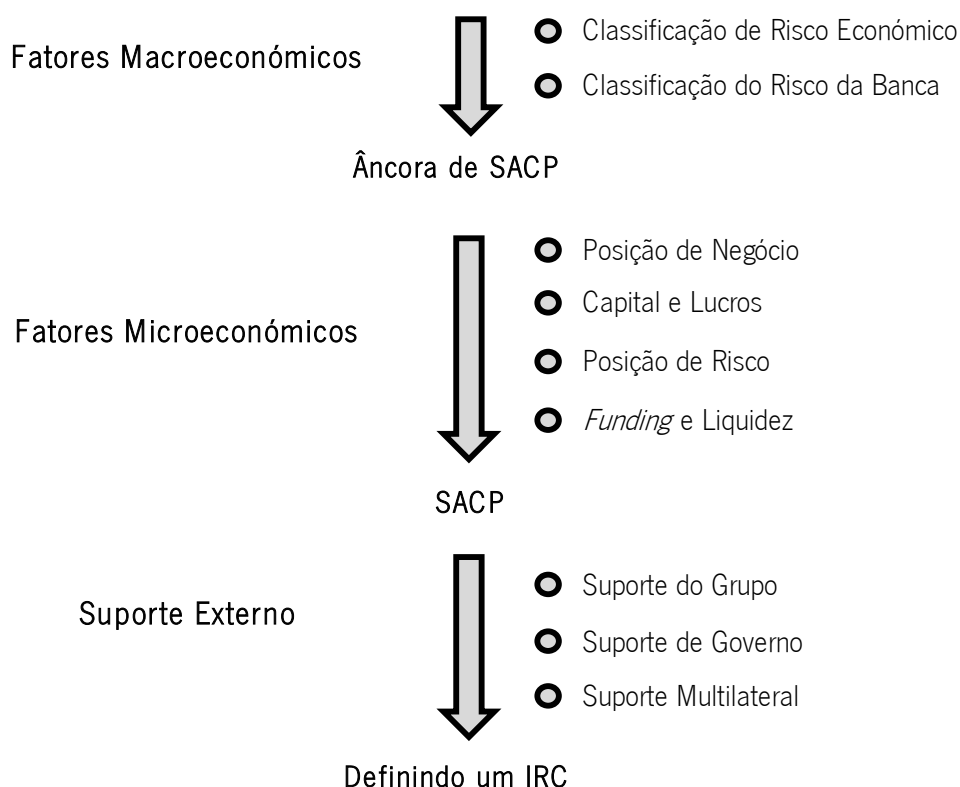 Fatores Macroeconómicos
Classificação de Risco Económico
Classificação do Risco da Banca
Âncora de SACP
Fatores Microeconómicos
Posição de Negócio
Capital e Lucros
Posição de Risco
Funding e Liquidez
SACP
Suporte Externo
Suporte do Grupo
Suporte de Governo
Suporte Multilateral
Definindo um IRC